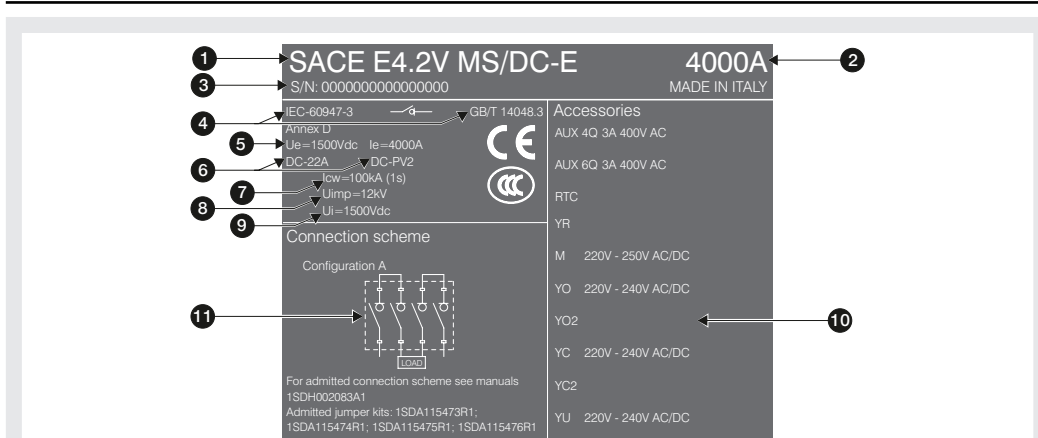 1 SACE E4.2V MS/DC-E 4000A 2
3 S/N: 0000000000000000 MADE IN ITALY
4 IEC-60947-3 GB/T 14048.3
Annex D
5 Ue=1500Vdc Ie=4000A
6 DC-22A DC-PV2
7 Icw=100kA (1s)
8 Uimp=12kV
9 Ui=1500Vdc
CE
CCC
Connection scheme
Configuration A
11
LOAD
For admitted connection scheme see manuals
1SDH002083A1
Admitted jumper kits: 1SDA115473R1;
1SDA115474R1; 1SDA115475R1; 1SDA115476R1
Accessories
AUX 4Q 3A 400V AC
AUX 6Q 3A 400V AC
RTC
YR
M 220V - 250V AC/DC
YO 220V - 240V AC/DC
YO2 10
YC 220V - 240V AC/DC
YC2
YU 220V - 240V AC/DC